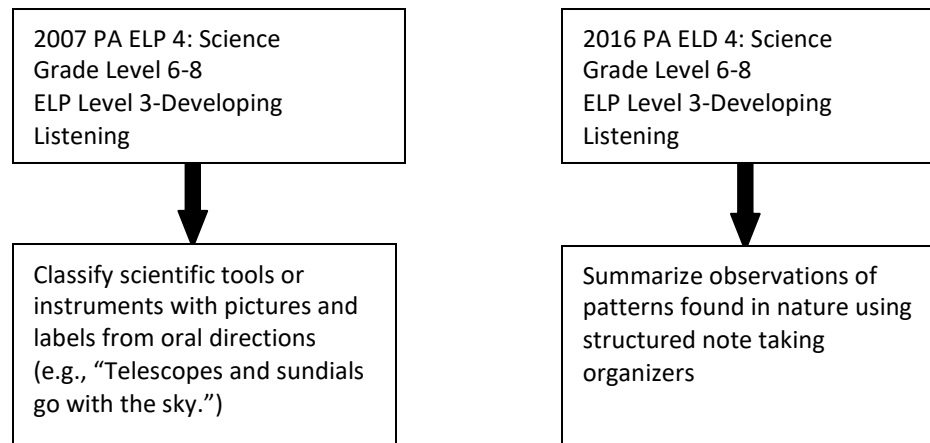 2007 PA ELP 4: Science
Grade Level 6-8
ELP Level 3-Developing
Listening
Classify scientific tools or
instruments with pictures and
labels from oral directions
(e.g., “Telescopes and sundials
go with the sky.”)
2016 PA ELD 4: Science
Grade Level 6-8
ELP Level 3-Developing
Listening
Summarize observations of
patterns found in nature using
structured note taking
organizers